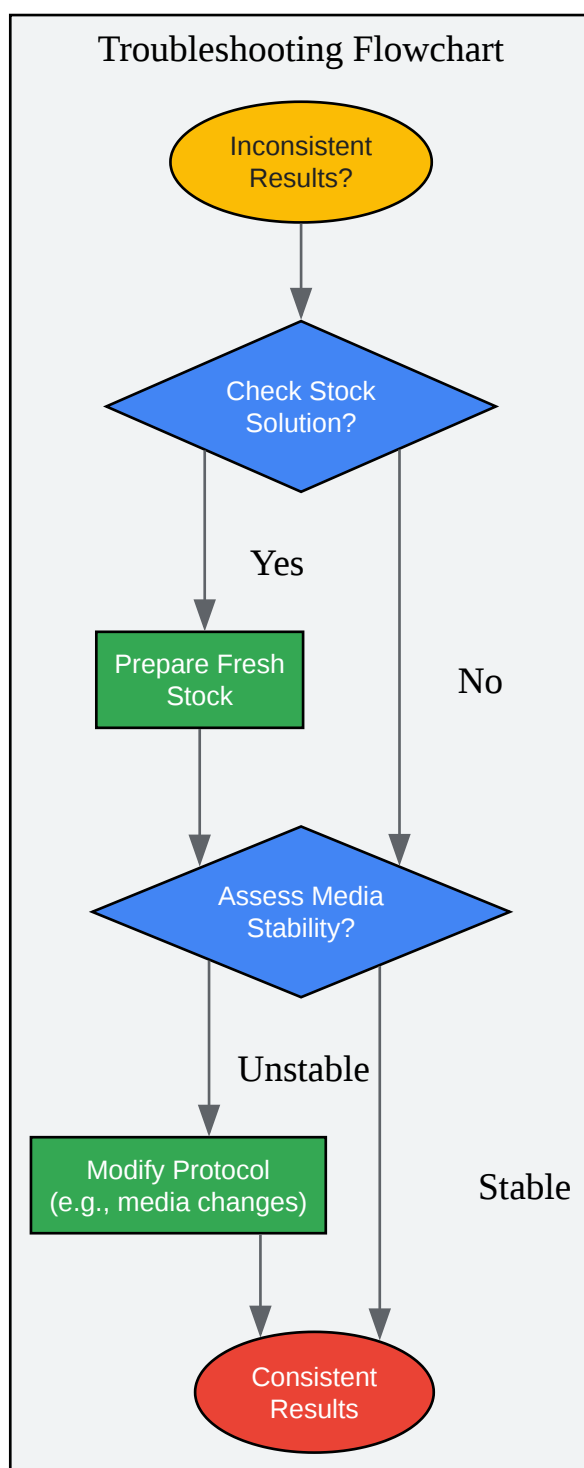 Troubleshooting Flowchart
Inconsistent
Results?
Check Stock
Solution?
Yes
Prepare Fresh
Stock
No
Assess Media
Stability?
Unstable
Modify Protocol
(e.g., media changes)
Stable
Consistent
Results